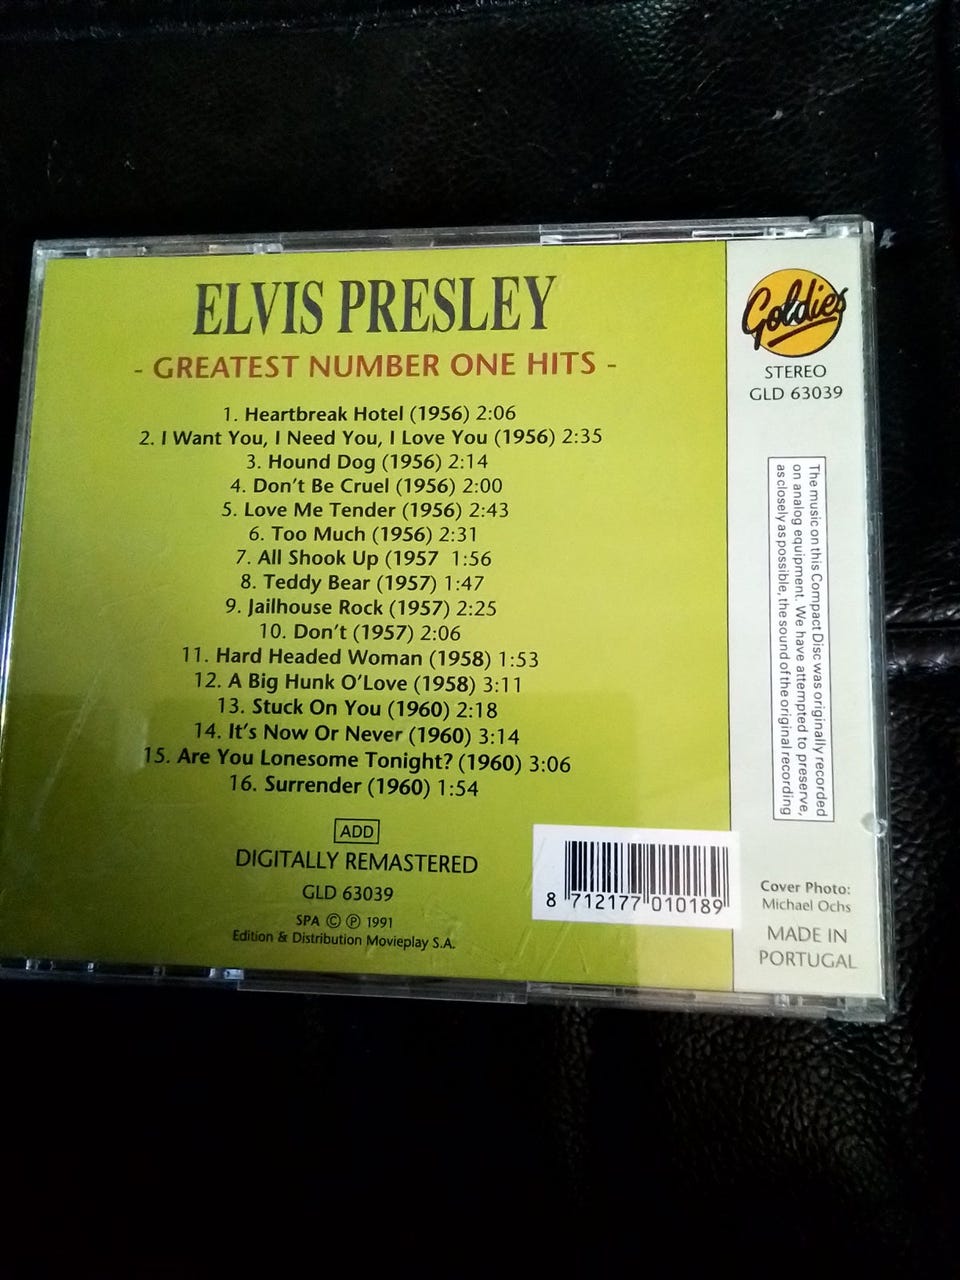 ELVIS PRESLEY
- GREATEST NUMBER ONE HITS -
1. Heartbreak Hotel (1956) 2:06
2. I Want You, I Need You, I Love You (1956) 2:35
3. Hound Dog (1956) 2:14
4. Don't Be Cruel (1956) 2:00
5. Love Me Tender (1956) 2:43
6. Too Much (1956) 2:31
7. All Shook Up (1957 1:56
8. Teddy Bear (1957) 1:47
9. Jailhouse Rock (1957) 2:25
10. Don't (1957) 2:06
11. Hard Headed Woman (1958) 1:53
12. A Big Hunk O'Love (1958) 3:11
13. Stuck On You (1960) 2:18
14. It's Now Or Never (1960) 3:14
15. Are You Lonesome Tonight? (1960) 3:06
16. Surrender (1960) 1:54
ADD
DIGITALLY REMASTERED
GLD 63039
SPA © ℗ 1991
Edition & Distribution Movieplay S.A.
8 712177 010189
Goldies
STEREO
GLD 63039
The music on this Compact Disc was originally recorded
on analog equipment. We have attempted to preserve,
as closely as possible, the sound of the original recording
Cover Photo:
Michael Ochs
MADE IN
PORTUGAL